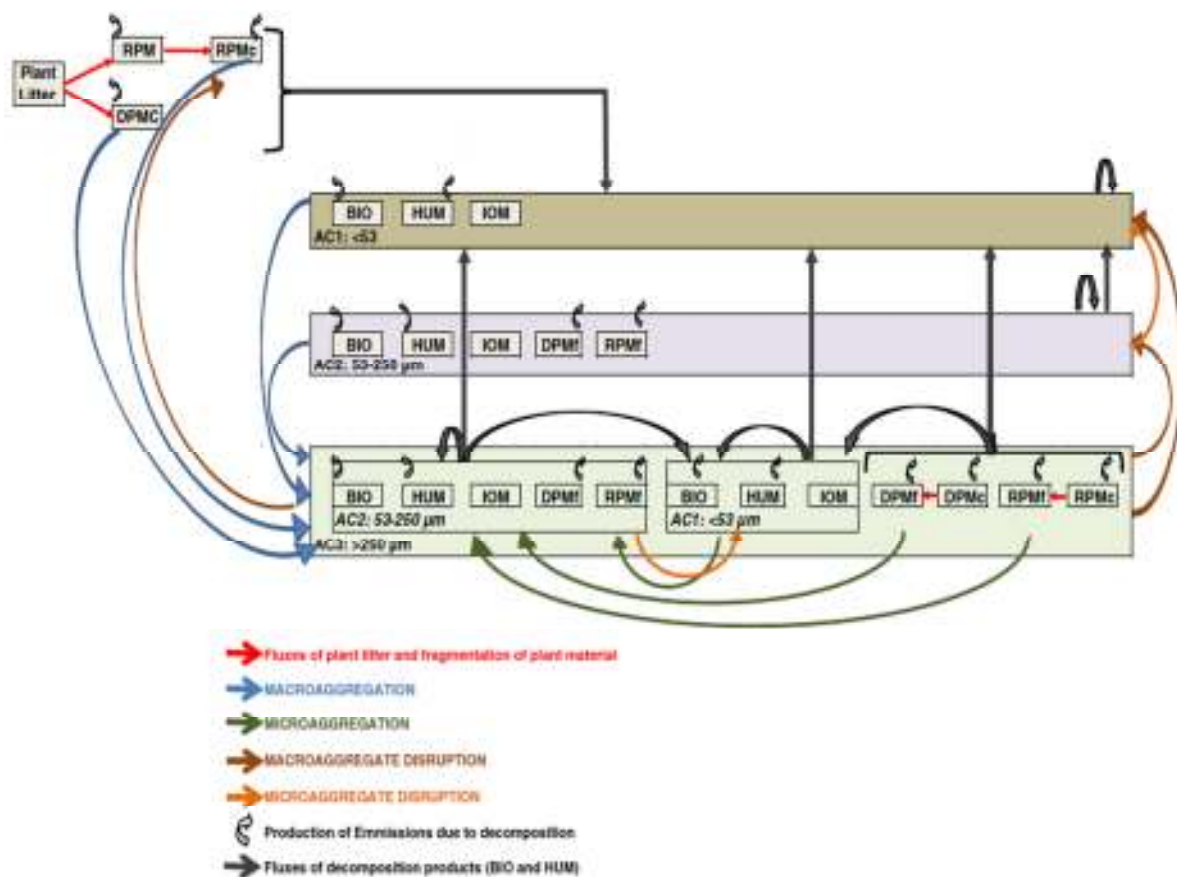 RPM
RPMc
Plant
Litter
DPMC
BIO
HUM
IOM
AC1: <53
BIO
HUM
IOM
DPMf
RPMf
AC2: 53-250 µm
BIO
HUM
IOM
DPMf
RPMf
BIO
HUM
IOM
DPMf
DPMc
RPMf
RPMc
AC2: 53-250 µm
AC1: <53 µm
AC3: >250 µm
Fluxes of plant litter and fragmentation of plant material
MACROAGGREGATION
MICROAGGREGATION
MACROAGGREGATE DISRUPTION
MICROAGGREGATE DISRUPTION
Production of Emmissions due to decomposition
Fluxes of decomposition products (BIO and HUM)